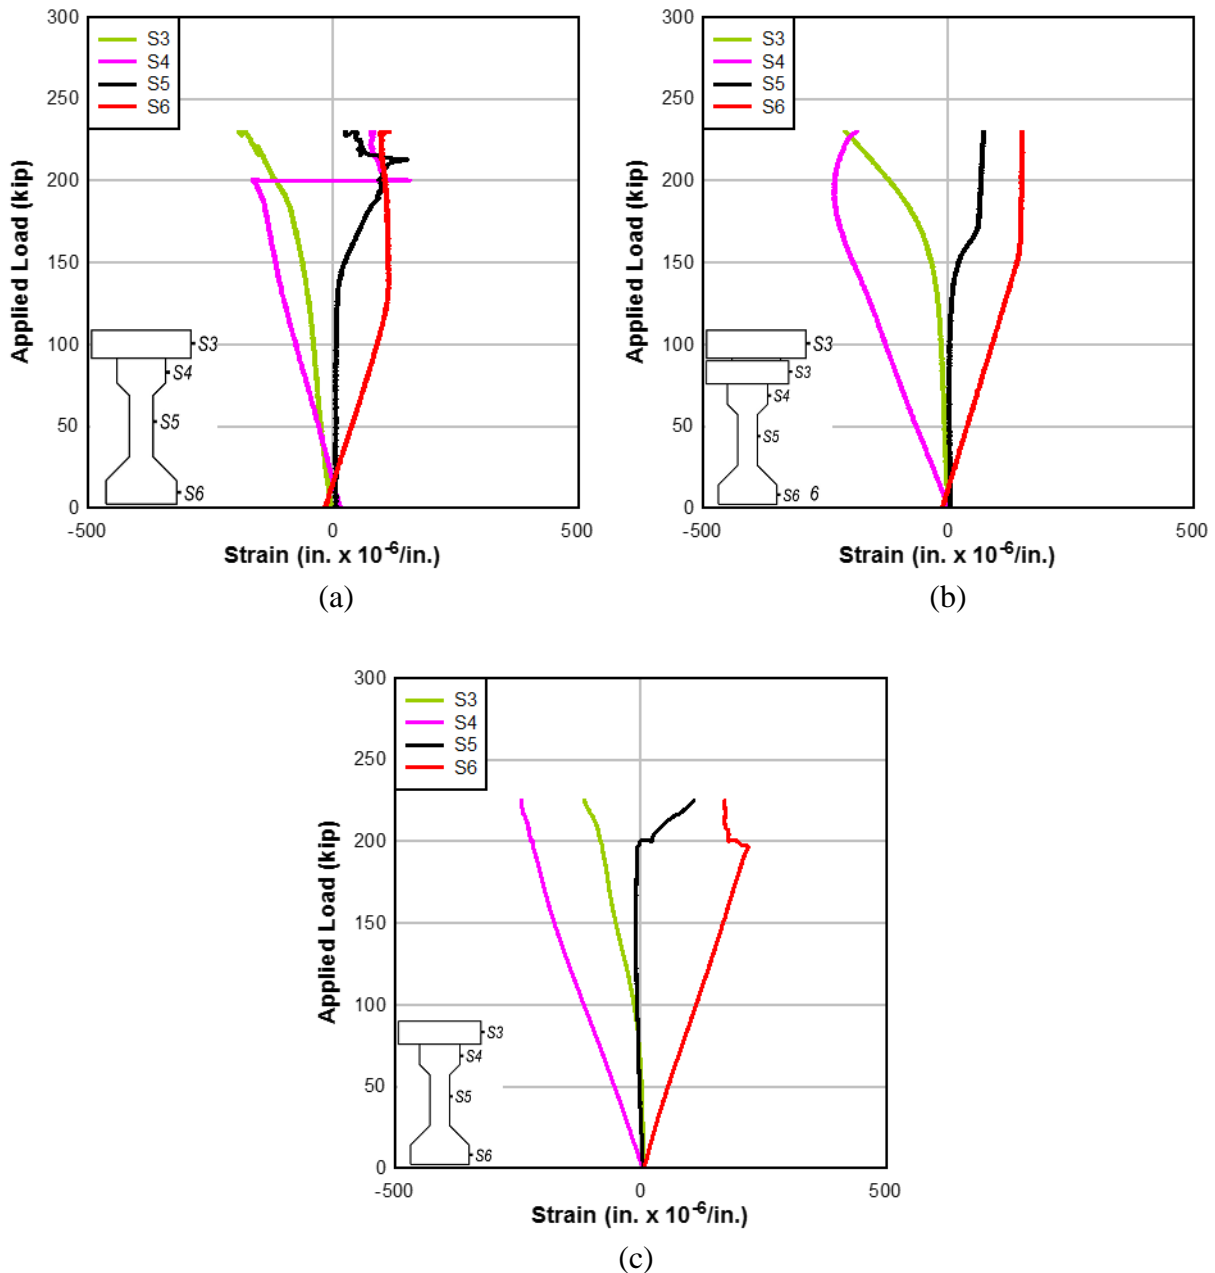 300
250
200
150
100
50
0
Applied Load (kip)
S3
S4
S5
S6
S3
S4
S5
S6
-500
0
500
Strain (in. x 10⁻⁶/in.)
(a)
300
250
200
150
100
50
0
Applied Load (kip)
S3
S4
S5
S6
S3
S3
S4
S5
S6 6
-500
0
500
Strain (in. x 10⁻⁶/in.)
(b)
300
250
200
150
100
50
0
Applied Load (kip)
S3
S4
S5
S6
S3
S4
S5
S6
-500
0
500
Strain (in. x 10⁻⁶/in.)
(c)